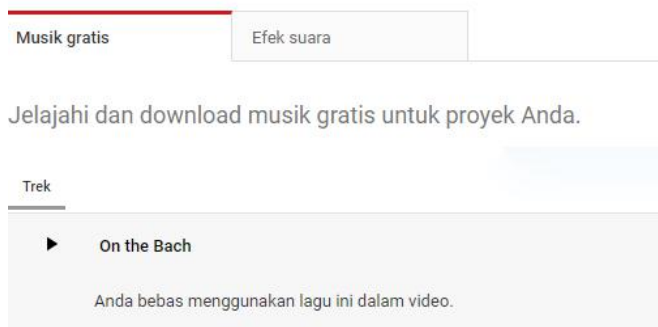 Musik gratis
Efek suara
Jelajahi dan download musik gratis untuk proyek Anda.
Trek
On the Bach
Anda bebas menggunakan lagu ini dalam video.